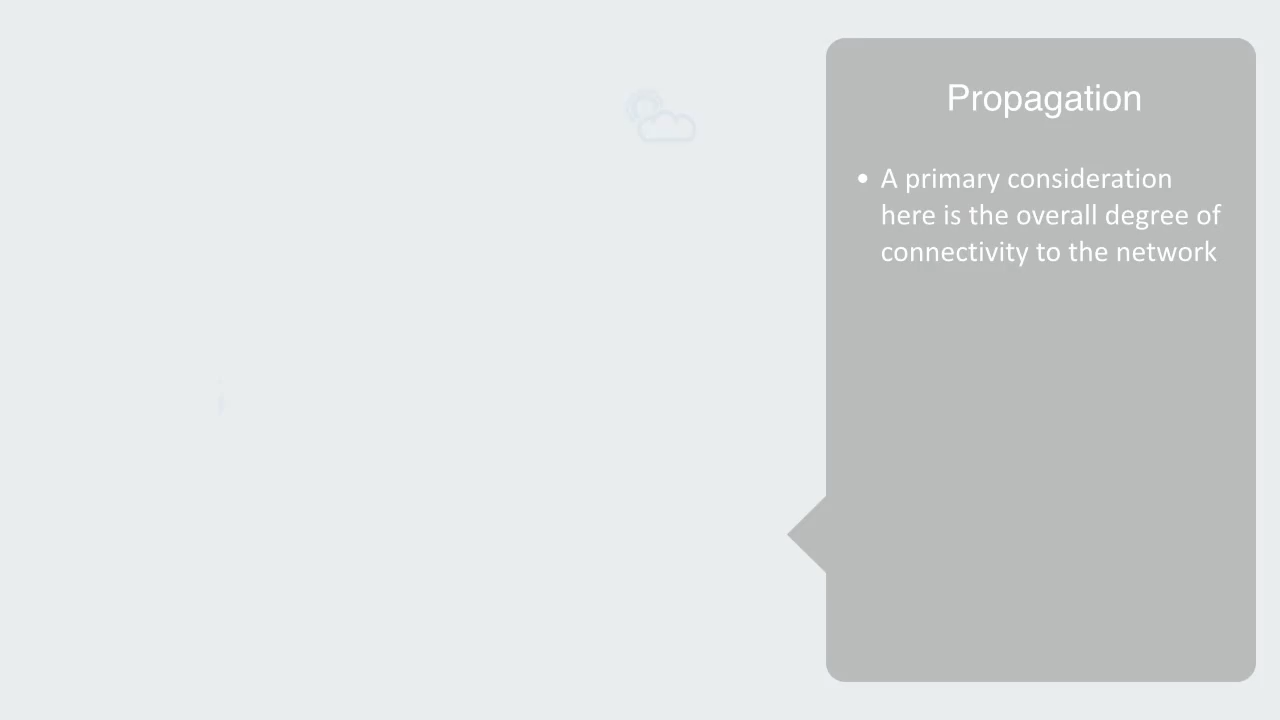 Propagation
• A primary consideration
here is the overall degree of
connectivity to the network